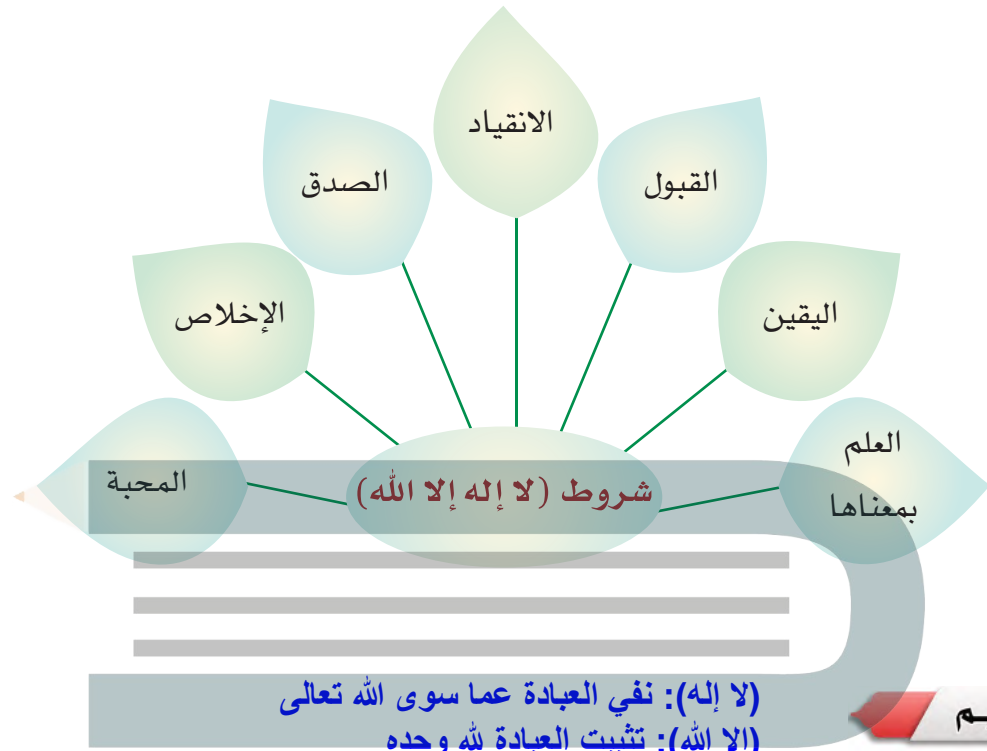 الانقياد
الصدق
القبول
الإخلاص
اليقين
المحبة
العلم
بمعناها
شروط (لا إله إلا الله)
(لا إله): نفي العبادة عما سوى الله تعالى
(إلا الله): تثبيت العبادة لله وحده